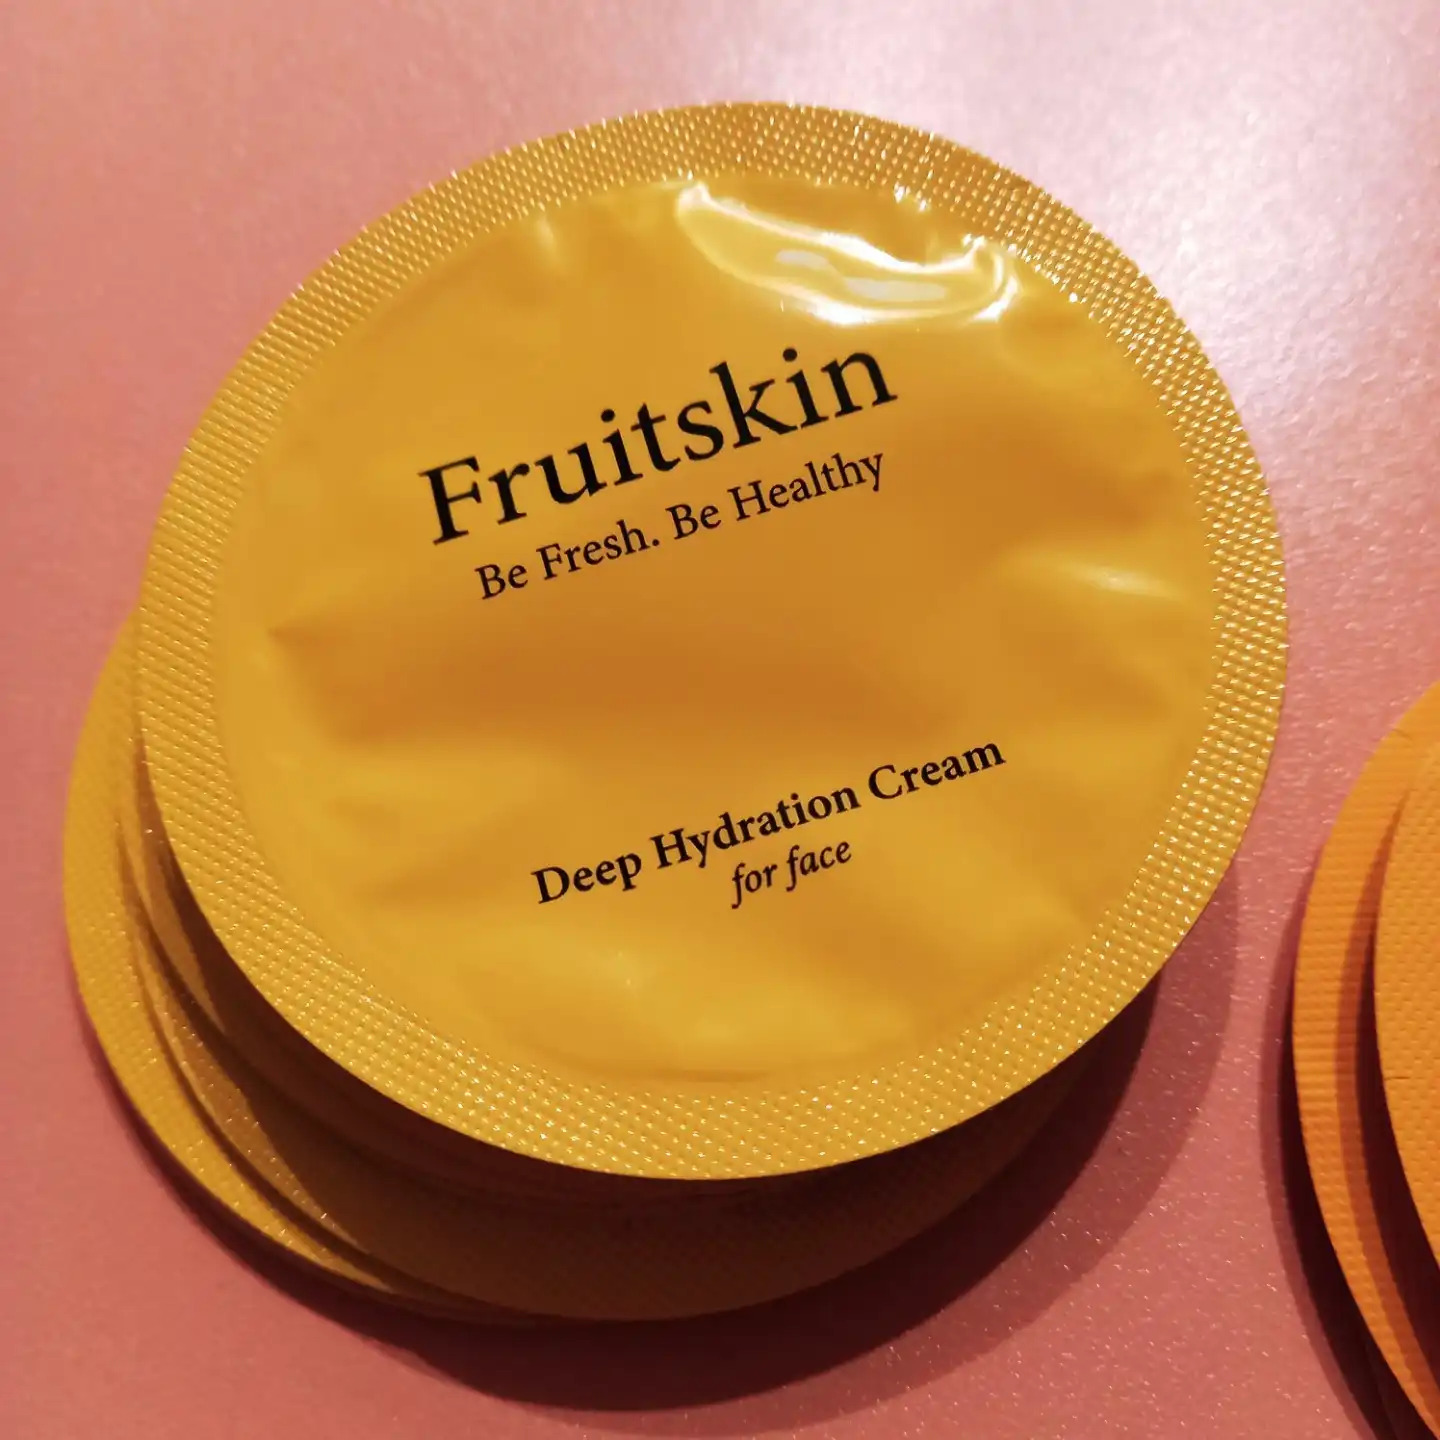 Fruitskin
Be Fresh. Be Healthy
Deep Hydration Cream
for face